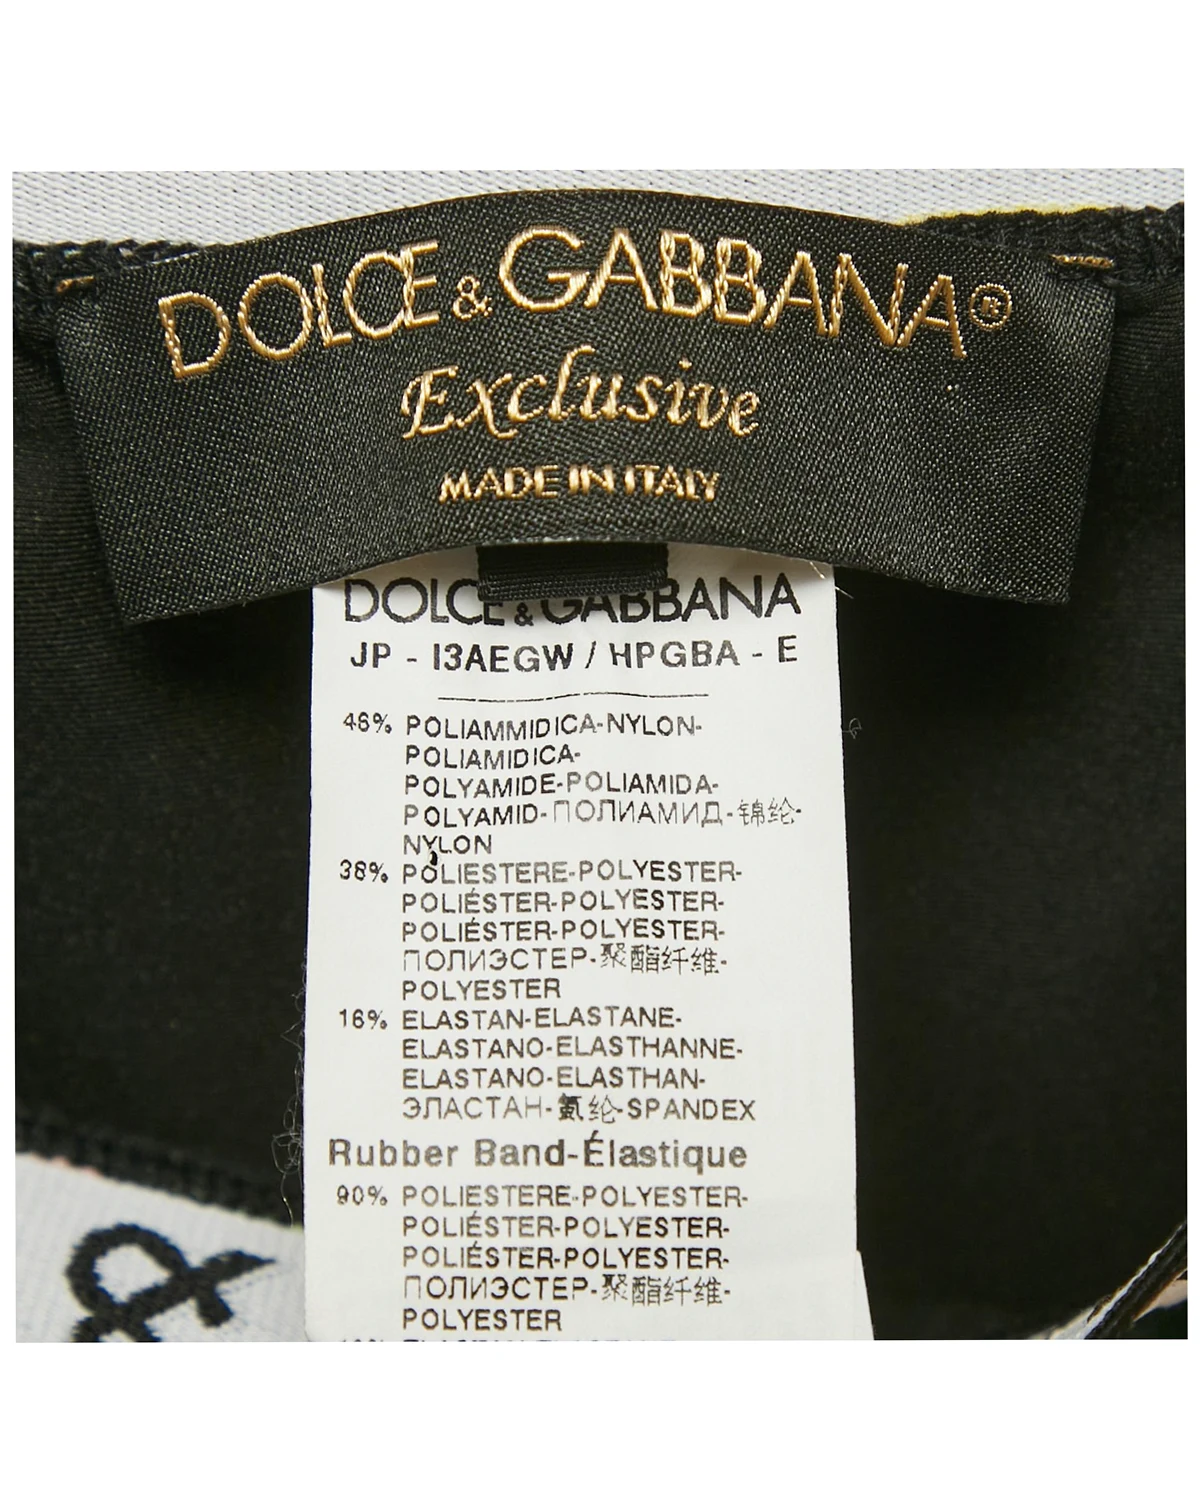 DOLCE & GABBANA®
Exclusive
MADE IN ITALY
DOLCE & GABBANA
JP - I3AEGW / HPGBA - E
46% POLIAMMIDICA-NYLON-
POLIAMIDICA-
POLYAMIDE-POLIAMIDA-
POLYAMID-ПОЛИАМИД-锦纶-
NYLON
38% POLIESTERE-POLYESTER-
POLIÉSTER-POLYESTER-
POLIÉSTER-POLYESTER-
ПОЛИЭСТЕР-聚酯纤维-
POLYESTER
16% ELASTAN-ELASTANE-
ELASTANO-ELASTHANNE-
ELASTANO-ELASTHAN-
ЭЛАСТАН-氨纶-SPANDEX
Rubber Band-Élastique
90% POLIESTERE-POLYESTER-
POLIÉSTER-POLYESTER-
POLIÉSTER-POLYESTER-
ПОЛИЭСТЕР-聚酯纤维-
POLYESTER
&